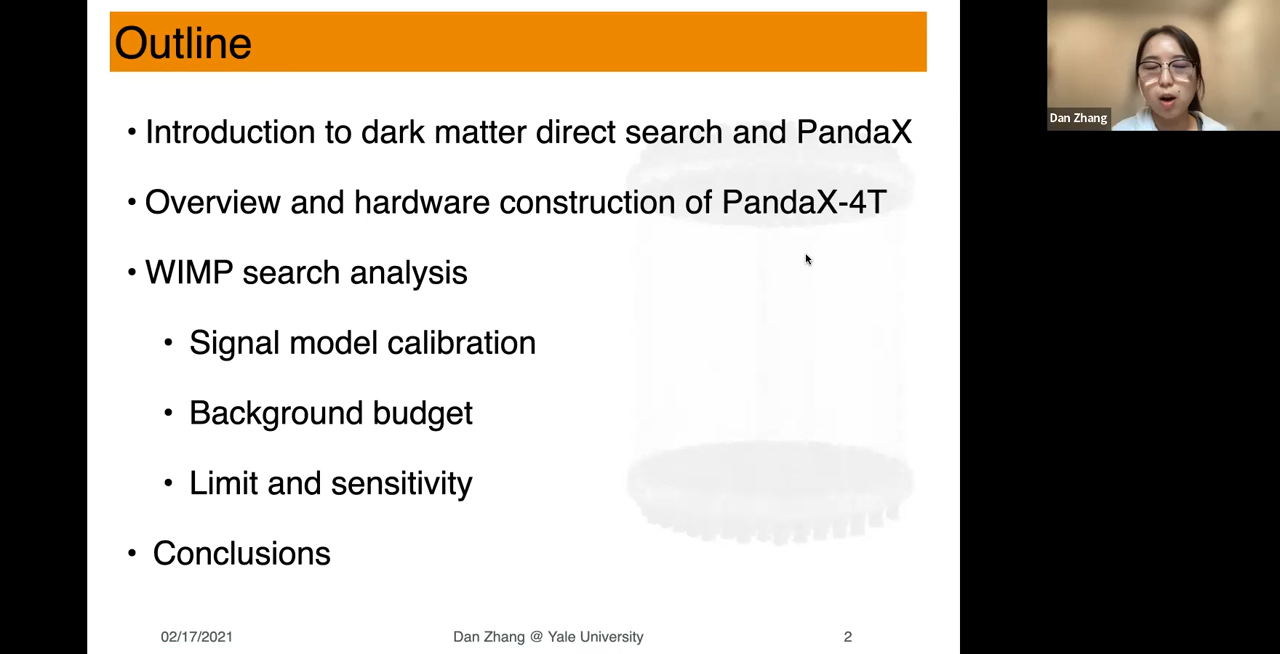 Outline
• Introduction to dark matter direct search and PandaX
• Overview and hardware construction of PandaX-4T
• WIMP search analysis
• Signal model calibration
• Background budget
• Limit and sensitivity
• Conclusions
02/17/2021
Dan Zhang @ Yale University
2
Dan Zhang